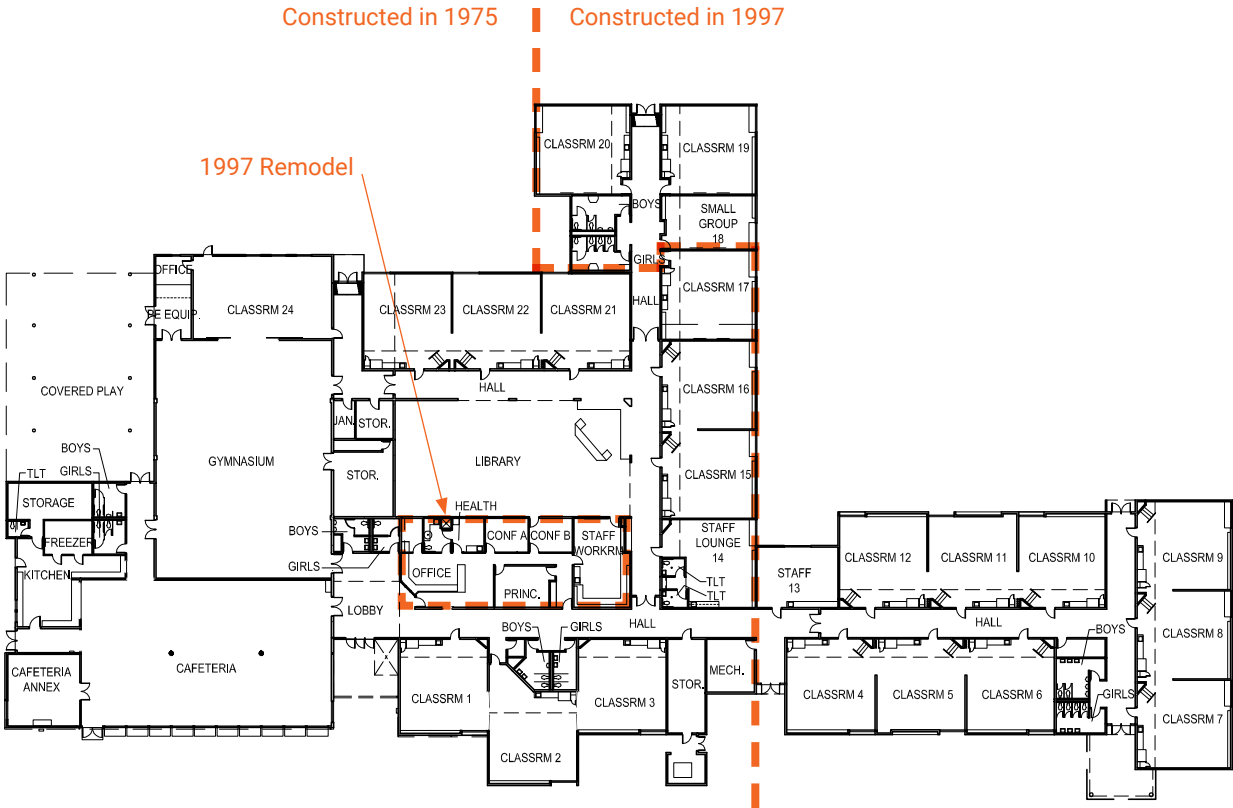 Constructed in 1975
Constructed in 1997
1997 Remodel
CLASSRM 20
CLASSRM 19
BOYS
SMALL
GROUP
18
GIRLS
OFFICE
PE EQUIP.
CLASSRM 24
CLASSRM 23
CLASSRM 22
CLASSRM 21
HALL
CLASSRM 17
COVERED PLAY
HALL
CLASSRM 16
JAN.
STOR.
GYMNASIUM
STOR.
LIBRARY
CLASSRM 15
BOYS
TLT
GIRLS
STORAGE
FREEZER
KITCHEN
HEALTH
BOYS
GIRLS
OFFICE
CONF A
CONF B
STAFF
WORKRM
PRINC.
STAFF
LOUNGE
14
TLT
TLT
STAFF
13
CLASSRM 12
CLASSRM 11
CLASSRM 10
CLASSRM 9
LOBBY
BOYS
GIRLS
HALL
HALL
BOYS
CLASSRM 8
CAFETERIA
CAFETERIA
ANNEX
CLASSRM 1
CLASSRM 2
CLASSRM 3
STOR.
MECH.
CLASSRM 4
CLASSRM 5
CLASSRM 6
GIRLS
CLASSRM 7